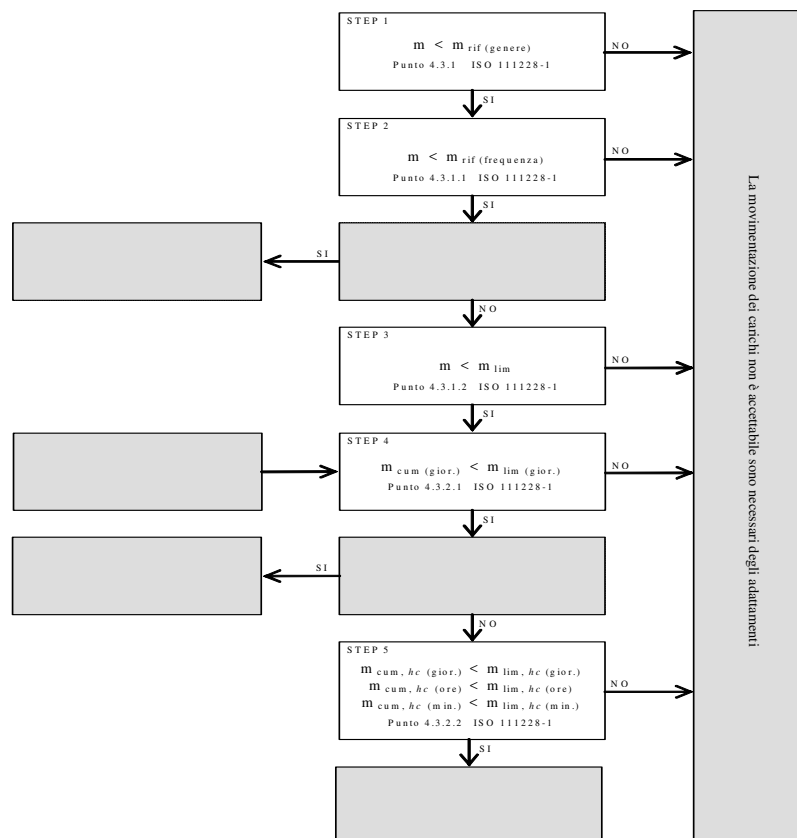 STEP 1
m < m rif (genere)
Punto 4.3.1 ISO 111228-1
NO
SI
STEP 2
m < m rif (frequenza)
Punto 4.3.1.1 ISO 111228-1
NO
SI
SI
NO
STEP 3
m < m lim
Punto 4.3.1.2 ISO 111228-1
NO
SI
STEP 4
m cum (gior.) < m lim (gior.)
Punto 4.3.2.1 ISO 111228-1
NO
SI
SI
NO
STEP 5
m cum, hc (gior.) < m lim, hc (gior.)
m cum, hc (ore) < m lim, hc (ore)
m cum, hc (min.) < m lim, hc (min.)
Punto 4.3.2.2 ISO 111228-1
NO
SI
La movimentazione dei carichi non è accettabile sono necessari degli adattamenti